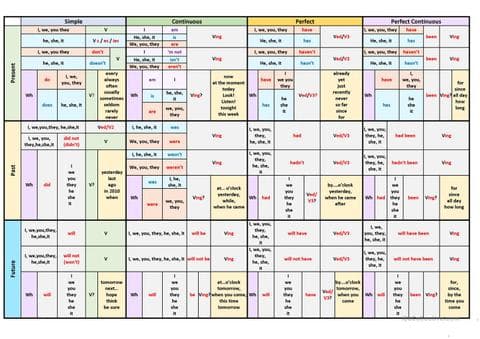 Simple Continuous Perfect Perfect Continuous
Present
I, we, you they V
he, she, it V s / es / ies
I, we, you they don't V
he, she, it doesn't
Wh do I, we, you, they V? every always often usually sometimes seldom rarely never
does he, she, it
I am Ving
He, she, it is
We, you, they are
I 'm not Ving
He, she, it isn't
We, you, they aren't
Wh am I Ving? now at the moment today Look! Listen! tonight this week
is he, she, it
are we, you, they
I, we, you, they have Ved/V3
He, she, it has
I, we, you, they haven't Ved/V3
He, she, it hasn't
Wh have I we you they Ved/V3? already yet just recently never so far since for
has he she it
I, we, you, they have been Ving
He, she, it has
I, we, you, they haven't been Ving
He, she, it hasn't
Wh have I, we, you, they been Ving? for since all day how long
has he, she, it
Past
I,we,you,they, he,she,it Ved/V2
I, we, you, they,he,she,it did not (didn't) V
Wh did I we you they he she it V? yesterday last ago in 2010 when
I, he, she, it was Ving
We, you, they were
I, he, she, it wasn't Ving
We, you, they weren't
Wh was I, he, she, it Ving? at... o'clock yesterday, while, when he came
were we, you, they
I, we, you, they, he,she,it had Ved/V3
I, we, you, they, he,she,it hadn't Ved/V3
Wh had I we you they he she it Ved/V3? by...o'clock yesterday, when he came after
I, we, you, they, he, she, it had been Ving
I, we, you, they, he, she, it hadn't been Ving
Wh had I we you they he she it been Ving? for since all day how long
Future
I, we, you,they, he,she,it will V
I, we, you,they, he,she,it will not (won't) V
Wh will I we you they he she it V? tomorrow next... hope think be sure
I, we, you, they, he, she, it will be Ving
I, we, you, they, he, she, it will not be Ving
Wh will I we you they he she it be Ving? at...o'clock tomorrow, when you come, this time tomorrow
I, we, you, they, he,she,it will have Ved/V3
I, we, you, they, he,she,it will not have Ved/V3
Wh will I we you they he she it have Ved/V3? by...o'clock tomorrow, when you come
I, we, you, they, he, she, it will have been Ving
I, we, you, they, he, she, it will not have been Ving
Wh will I we you they he she it have been Ving? for, since, by the time you come